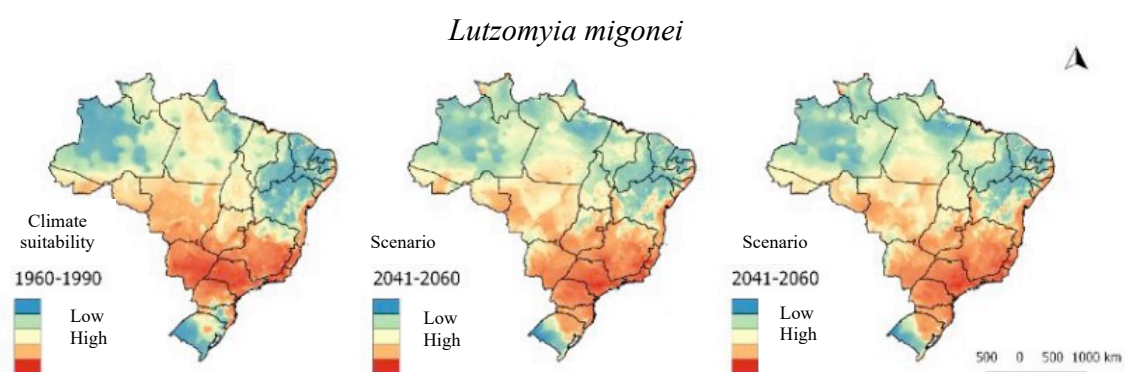 Lutzomyia migonei
Climate
suitability
1960-1990
Low
High
Scenario
2041-2060
Low
High
Scenario
2041-2060
Low
High
500 0 500 1000 km